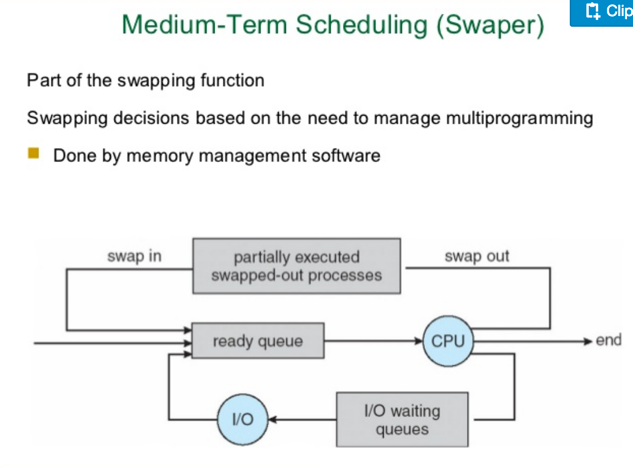 Clip
Medium-Term Scheduling (Swaper)
Part of the swapping function
Swapping decisions based on the need to manage multiprogramming
Done by memory management software
swap in
partially executed
swapped-out processes
swap out
ready queue
CPU
end
I/O
I/O waiting
queues